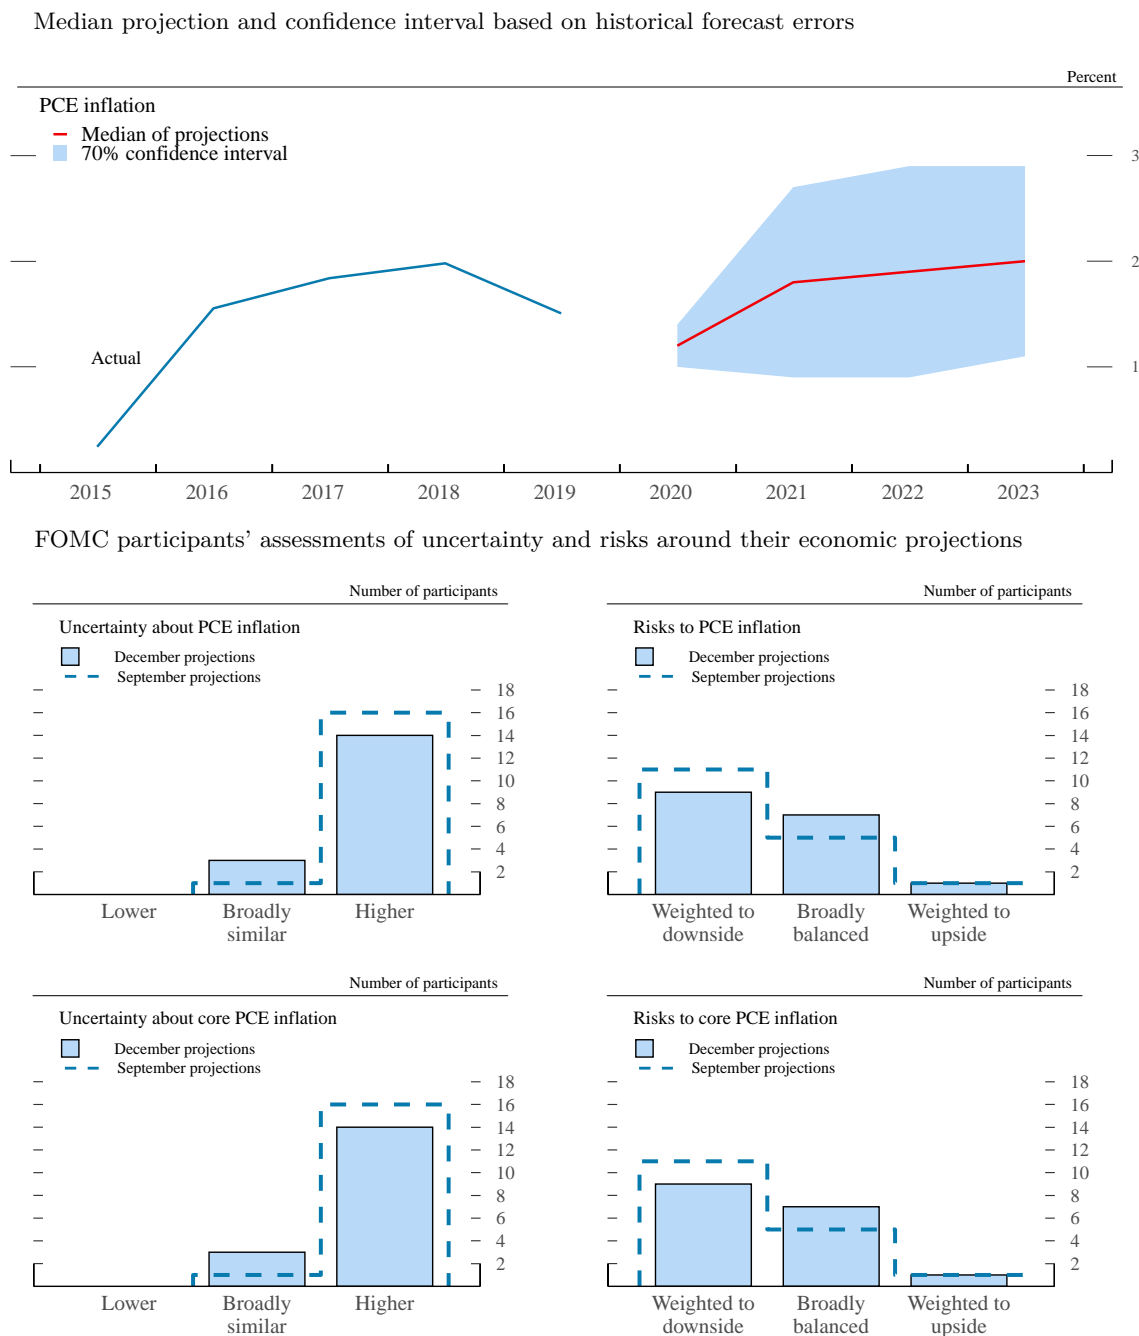 Median projection and confidence interval based on historical forecast errors
Percent
PCE inflation
Median of projections
70% confidence interval
3
2
1
Actual
2015 2016 2017 2018 2019 2020 2021 2022 2023
FOMC participants’ assessments of uncertainty and risks around their economic projections
Number of participants
Uncertainty about PCE inflation
December projections
September projections
18
16
14
12
10
8
6
4
2
Lower Broadly similar Higher
Number of participants
Risks to PCE inflation
December projections
September projections
18
16
14
12
10
8
6
4
2
Weighted to downside Broadly balanced Weighted to upside
Number of participants
Uncertainty about core PCE inflation
December projections
September projections
18
16
14
12
10
8
6
4
2
Lower Broadly similar Higher
Number of participants
Risks to core PCE inflation
December projections
September projections
18
16
14
12
10
8
6
4
2
Weighted to downside Broadly balanced Weighted to upside